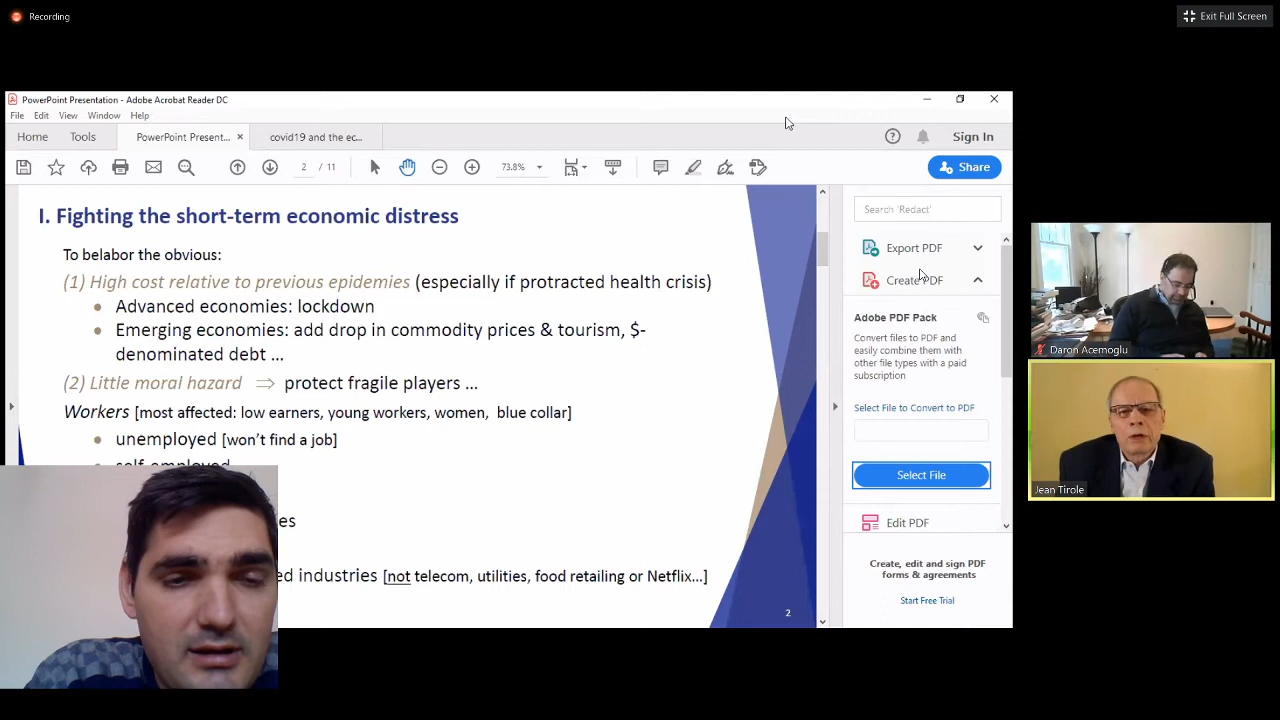 Recording
Exit Full Screen
PowerPoint Presentation - Adobe Acrobat Reader DC
File Edit View Window Help
Home Tools PowerPoint Present... × covid19 and the ec...
Sign In
2 / 11
73.8%
Share
I. Fighting the short-term economic distress
To belabor the obvious:
(1) High cost relative to previous epidemies (especially if protracted health crisis)
• Advanced economies: lockdown
• Emerging economies: add drop in commodity prices & tourism, $-
denominated debt ...
(2) Little moral hazard ⇒ protect fragile players ...
Workers [most affected: low earners, young workers, women, blue collar]
• unemployed [won't find a job]
es
ed industries [not telecom, utilities, food retailing or Netflix...]
2
Search 'Redact'
Export PDF
Create PDF
Adobe PDF Pack
Convert files to PDF and
easily combine them with
other file types with a paid
subscription
Select File to Convert to PDF
Select File
Edit PDF
Create, edit and sign PDF
forms & agreements
Start Free Trial
Daron Acemoglu
Jean Tirole